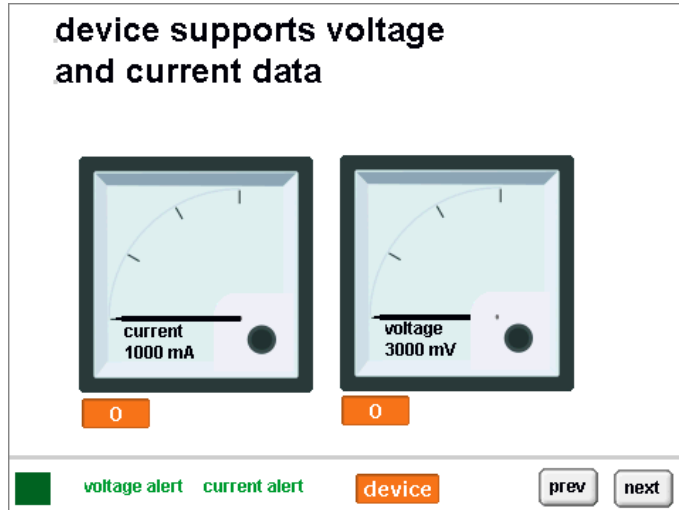 device supports voltage
and current data
current
1000 mA
voltage
3000 mV
0
0
voltage alert current alert device prev next